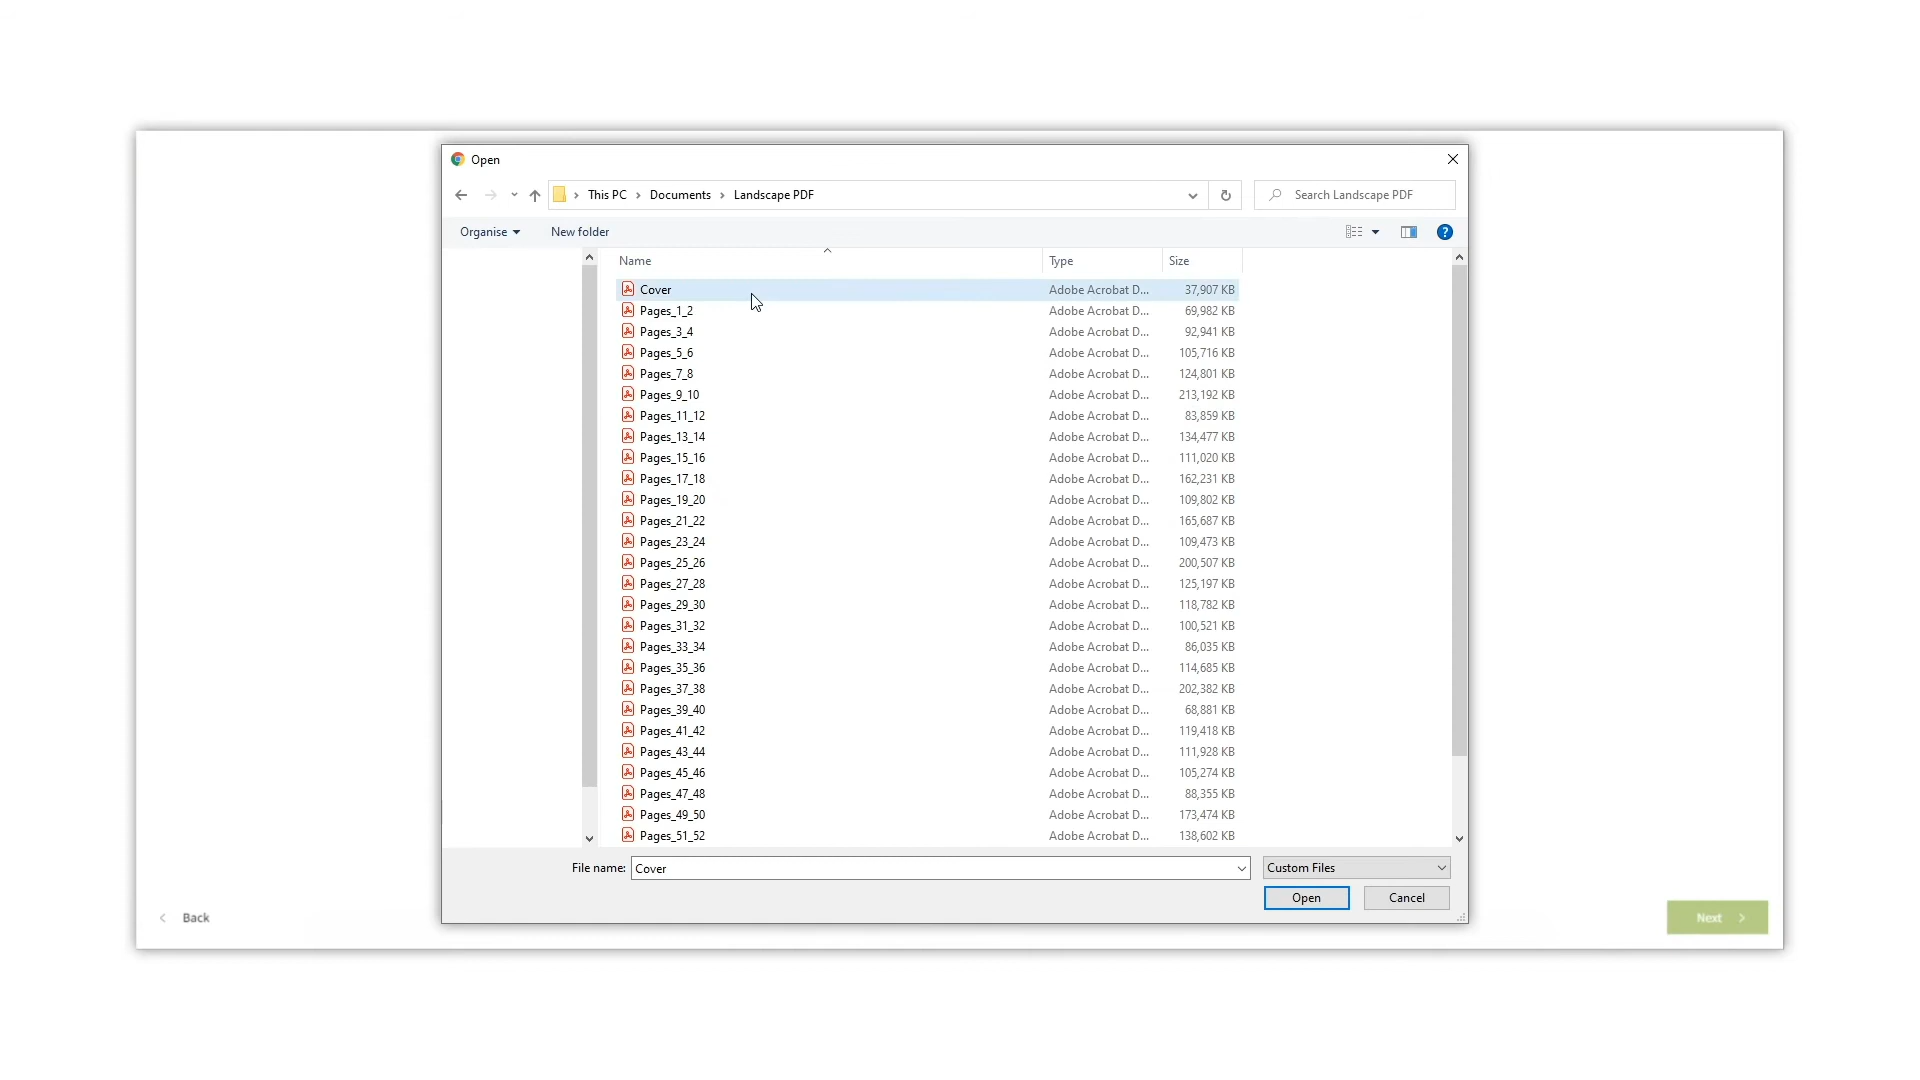 Open
This PC > Documents > Landscape PDF
Search Landscape PDF
Organise
New folder
?
Name Type Size
Cover Adobe Acrobat D... 37,907 KB
Pages_1_2 Adobe Acrobat D... 69,982 KB
Pages_3_4 Adobe Acrobat D... 92,941 KB
Pages_5_6 Adobe Acrobat D... 105,716 KB
Pages_7_8 Adobe Acrobat D... 124,801 KB
Pages_9_10 Adobe Acrobat D... 213,192 KB
Pages_11_12 Adobe Acrobat D... 83,859 KB
Pages_13_14 Adobe Acrobat D... 134,477 KB
Pages_15_16 Adobe Acrobat D... 111,020 KB
Pages_17_18 Adobe Acrobat D... 162,231 KB
Pages_19_20 Adobe Acrobat D... 109,802 KB
Pages_21_22 Adobe Acrobat D... 165,687 KB
Pages_23_24 Adobe Acrobat D... 109,473 KB
Pages_25_26 Adobe Acrobat D... 200,507 KB
Pages_27_28 Adobe Acrobat D... 125,197 KB
Pages_29_30 Adobe Acrobat D... 118,782 KB
Pages_31_32 Adobe Acrobat D... 100,521 KB
Pages_33_34 Adobe Acrobat D... 86,035 KB
Pages_35_36 Adobe Acrobat D... 114,685 KB
Pages_37_38 Adobe Acrobat D... 202,382 KB
Pages_39_40 Adobe Acrobat D... 68,881 KB
Pages_41_42 Adobe Acrobat D... 119,418 KB
Pages_43_44 Adobe Acrobat D... 111,928 KB
Pages_45_46 Adobe Acrobat D... 105,274 KB
Pages_47_48 Adobe Acrobat D... 88,355 KB
Pages_49_50 Adobe Acrobat D... 173,474 KB
Pages_51_52 Adobe Acrobat D... 138,602 KB
File name: Cover
Custom Files
Open
Cancel
Back
Next